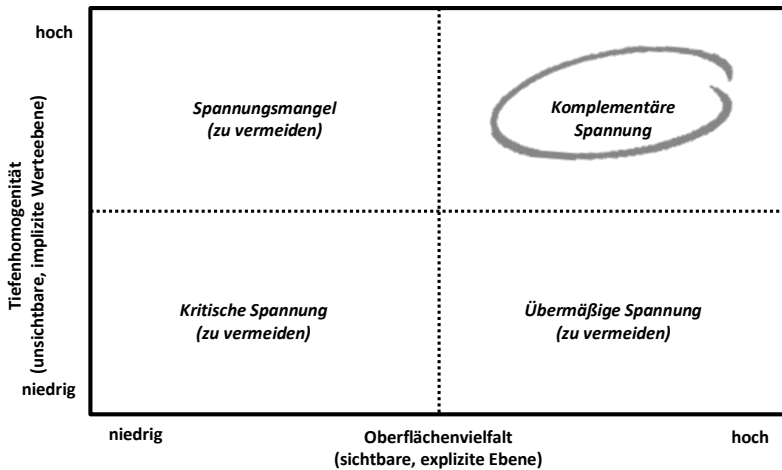 hoch
Spannungsmangel
(zu vermeiden)
Komplementäre
Spannung
Tiefenhomogenität
(unsichtbare, implizite Werteebene)
Kritische Spannung
(zu vermeiden)
Übermäßige Spannung
(zu vermeiden)
niedrig
niedrig
Oberflächenvielfalt
(sichtbare, explizite Ebene)
hoch